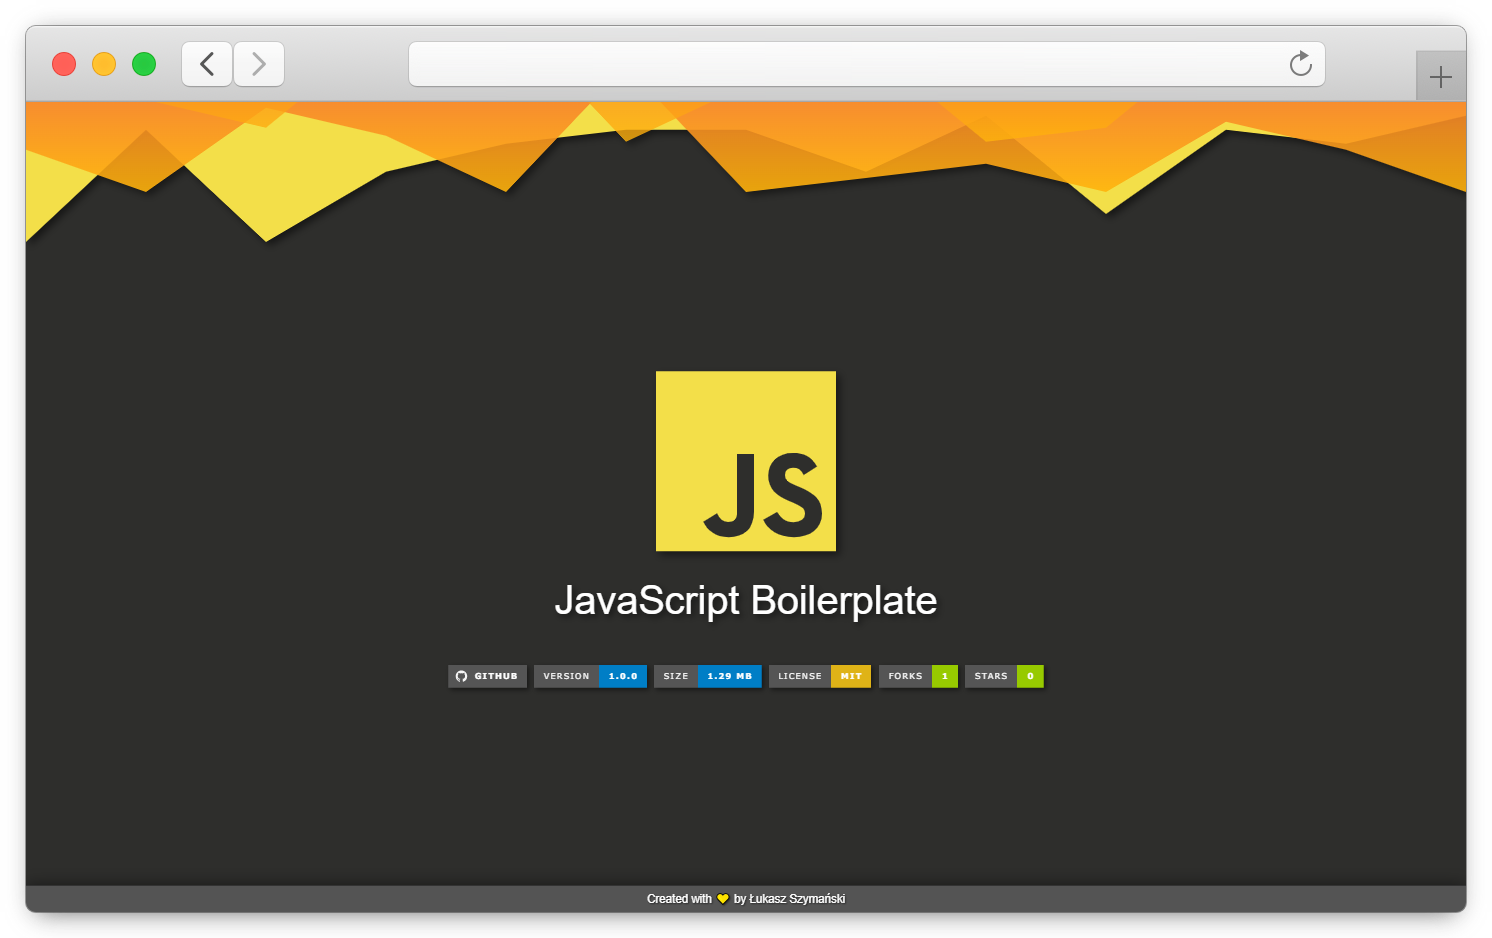 JS
JavaScript Boilerplate
GITHUB VERSION 1.0.0 SIZE 1.29 MB LICENSE MIT FORKS 1 STARS 0
Created with 💛 by Łukasz Szymański